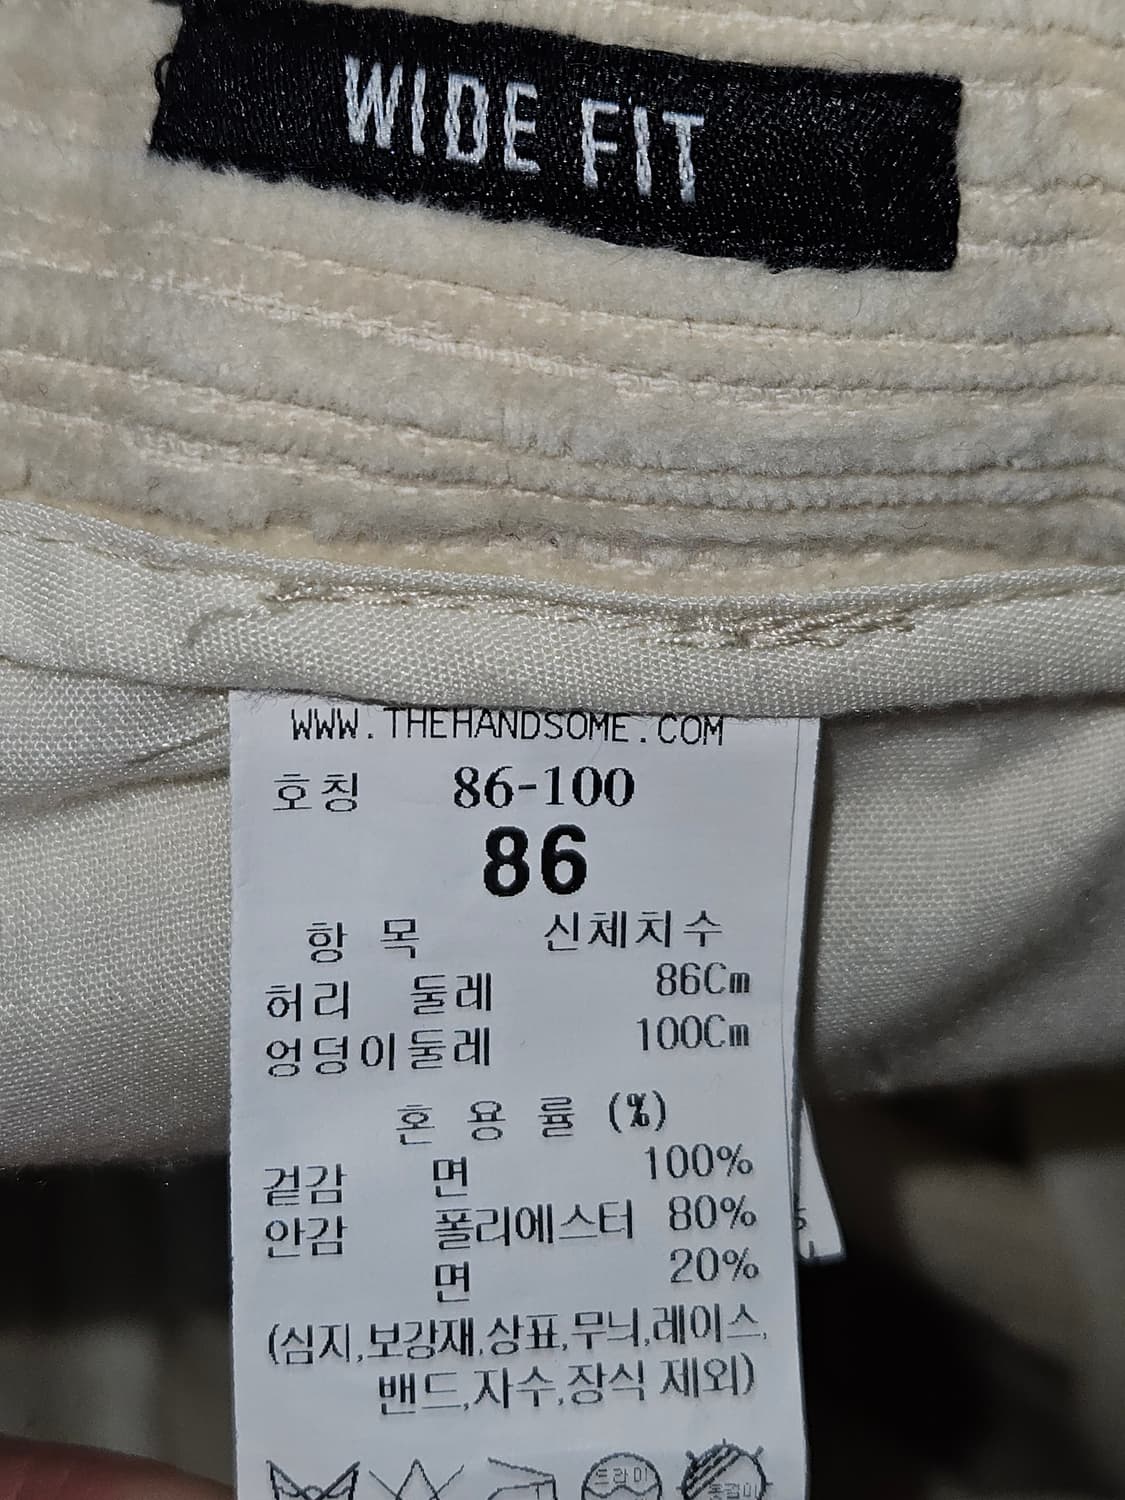 WIDE FIT
WWW.THEHANDSOME.COM
호칭 86-100
86
항 목 신체치수
허리 둘레 86Cm
엉덩이둘레 100Cm
혼 용 률 (%)
겉감 면 100%
안감 폴리에스터 80%
면 20%
(심지,보강재,상표,무늬,레이스,
밴드,자수,장식 제외)
드라이